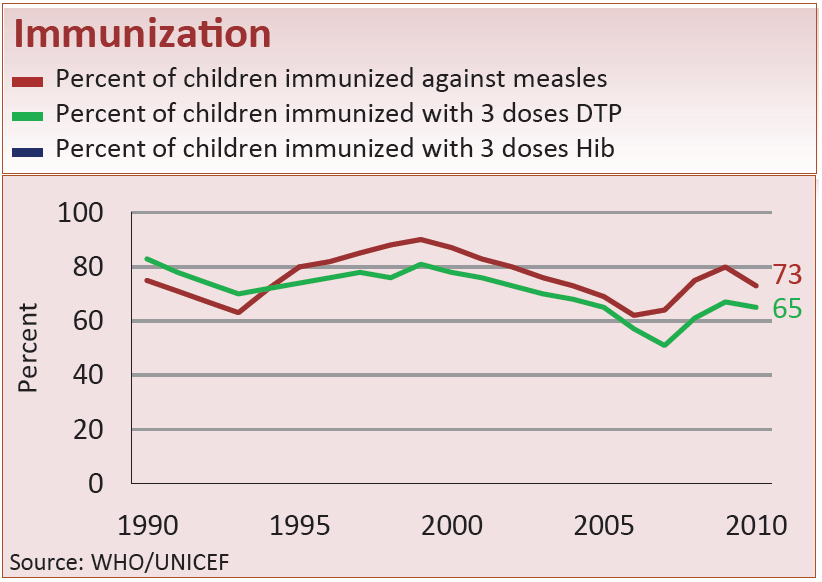 Immunization
Percent of children immunized against measles
Percent of children immunized with 3 doses DTP
Percent of children immunized with 3 doses Hib
100
80
60
40
20
0
Percent
73
65
1990 1995 2000 2005 2010
Source: WHO/UNICEF